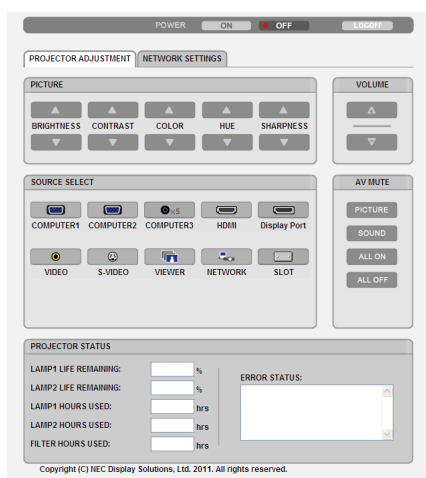 POWER ON OFF LOGOFF
PROJECTOR ADJUSTMENT NETWORK SETTINGS
PICTURE
BRIGHTNESS CONTRAST COLOR HUE SHARPNESS
VOLUME
SOURCE SELECT
×5
COMPUTER1 COMPUTER2 COMPUTER3 HDMI Display Port
VIDEO S-VIDEO VIEWER NETWORK SLOT
AV MUTE
PICTURE
SOUND
ALL ON
ALL OFF
PROJECTOR STATUS
LAMP1 LIFE REMAINING: %
LAMP2 LIFE REMAINING: %
LAMP1 HOURS USED: hrs
LAMP2 HOURS USED: hrs
FILTER HOURS USED: hrs
ERROR STATUS:
Copyright (C) NEC Display Solutions, Ltd. 2011. All rights reserved.